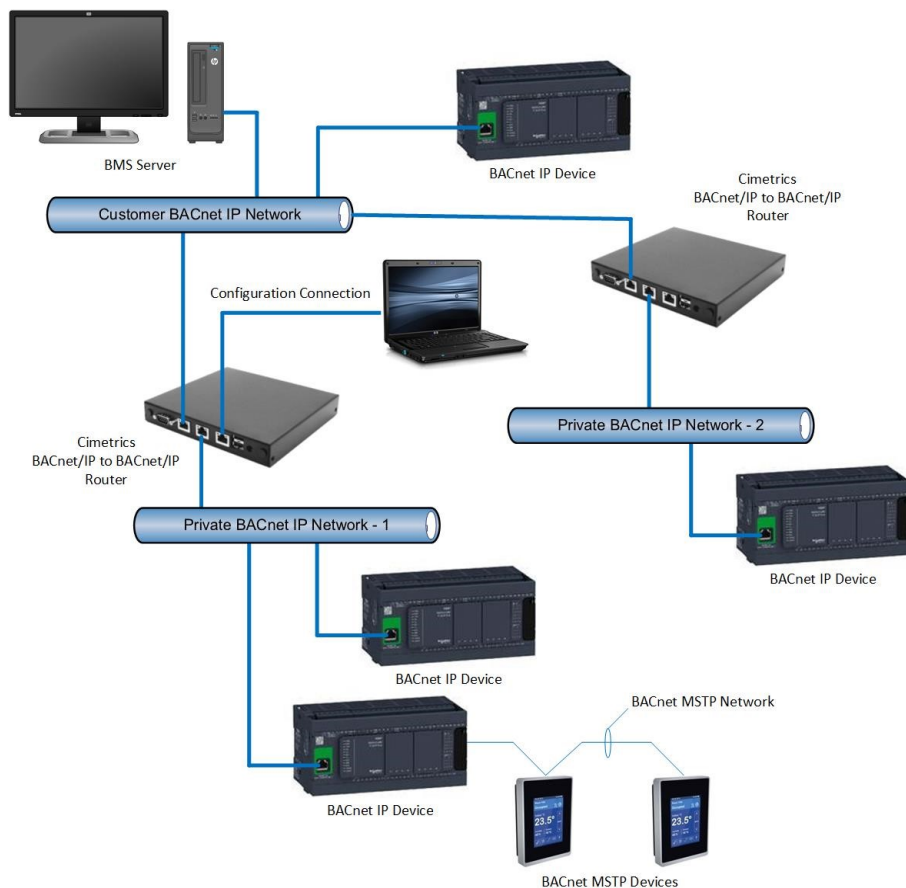 BMS Server
BACnet IP Device
Cimetrics
BACnet/IP to BACnet/IP
Router
Customer BACnet IP Network
Configuration Connection
Cimetrics
BACnet/IP to BACnet/IP
Router
Private BACnet IP Network - 2
Private BACnet IP Network - 1
BACnet IP Device
BACnet IP Device
BACnet MSTP Network
BACnet IP Device
23.5°
23.5°
BACnet MSTP Devices